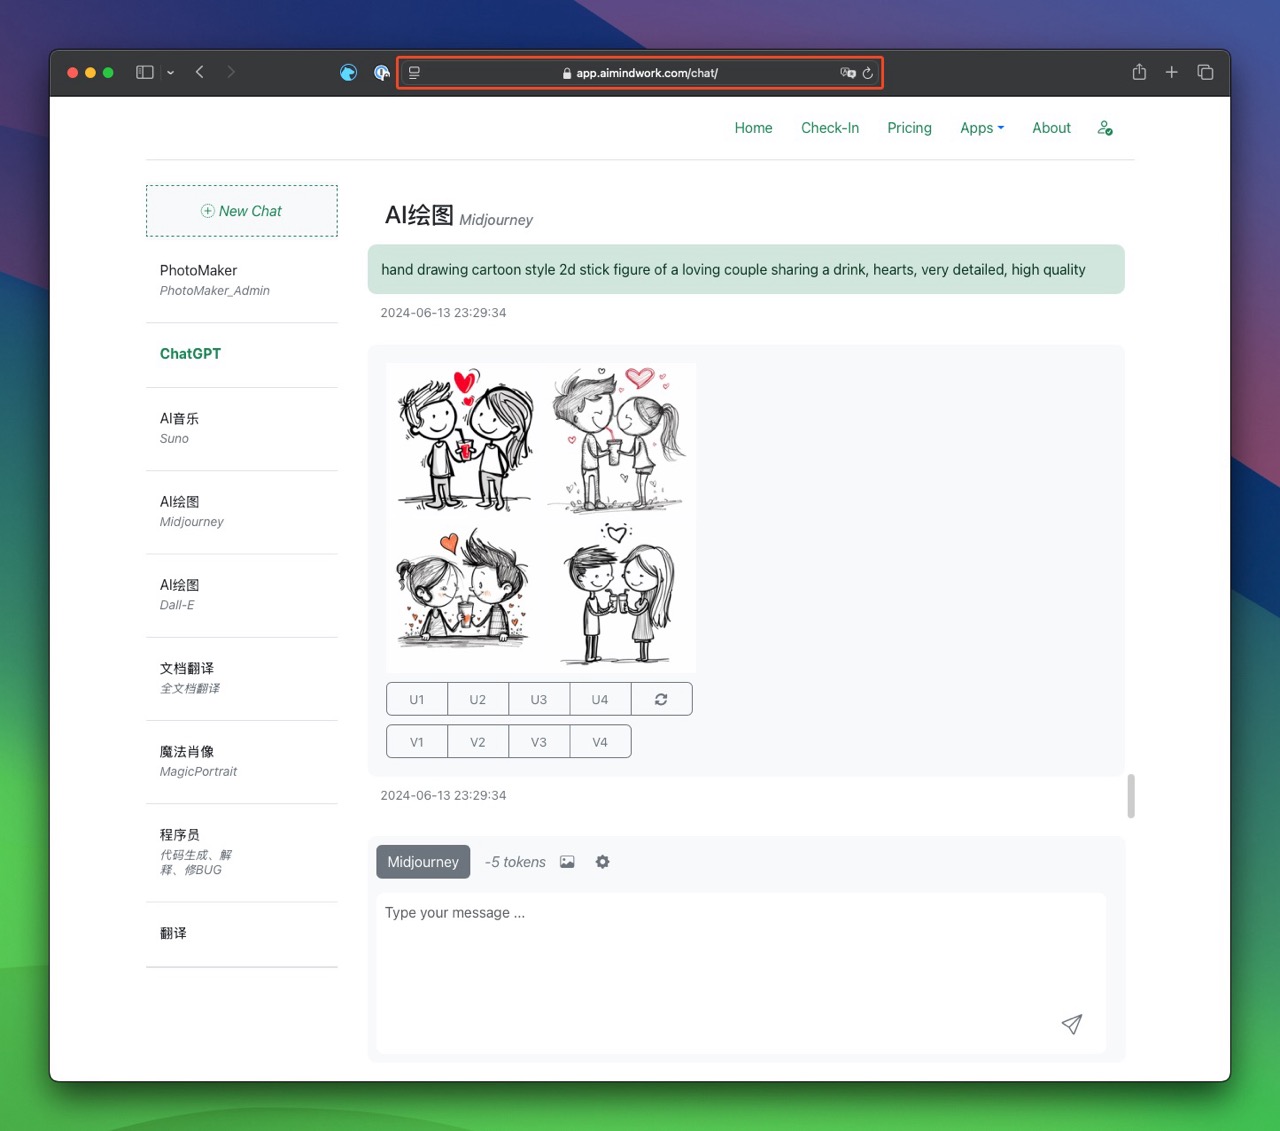 app.aimindwork.com/chat/
Home Check-In Pricing Apps About
New Chat
PhotoMaker
PhotoMaker_Admin
ChatGPT
AI音乐
Suno
AI绘图
Midjourney
AI绘图
Dall-E
文档翻译
全文档翻译
魔法肖像
MagicPortrait
程序员
代码生成、解
释、修BUG
翻译
AI绘图 Midjourney
hand drawing cartoon style 2d stick figure of a loving couple sharing a drink, hearts, very detailed, high quality
2024-06-13 23:29:34
U1 U2 U3 U4
V1 V2 V3 V4
2024-06-13 23:29:34
Midjourney -5 tokens
Type your message ...